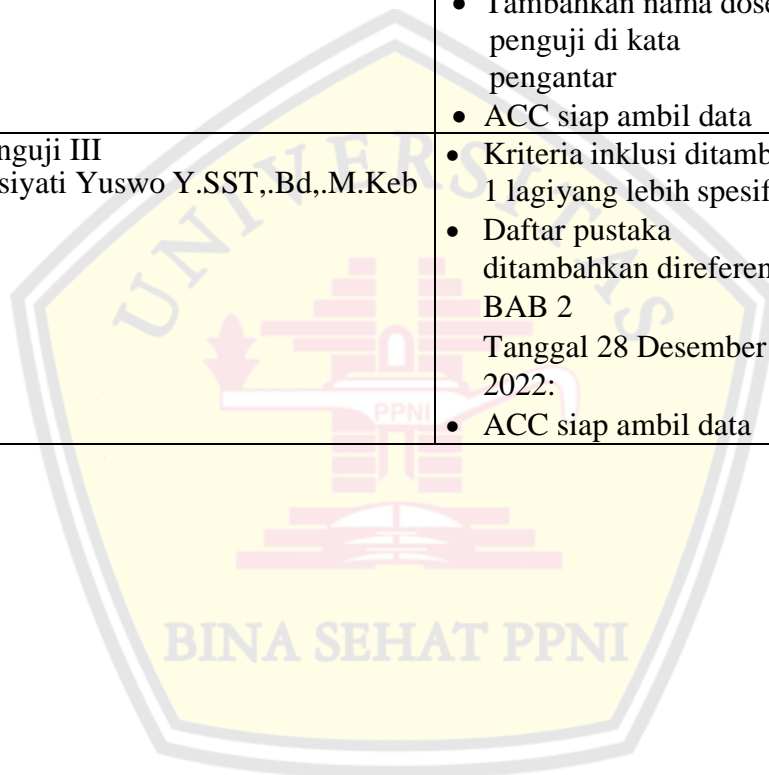 • Tambahkan nama dose
penguji di kata
pengantar
• ACC siap ambil data
nguji III
siyati Yuswo Y.SST,.Bd,.M.Keb
• Kriteria inklusi ditamb
1 lagiyang lebih spesif
• Daftar pustaka
ditambahkan direferen
BAB 2
Tanggal 28 Desember
2022:
• ACC siap ambil data
UNIVERSITAS
PPNI
BINA SEHAT PPNI